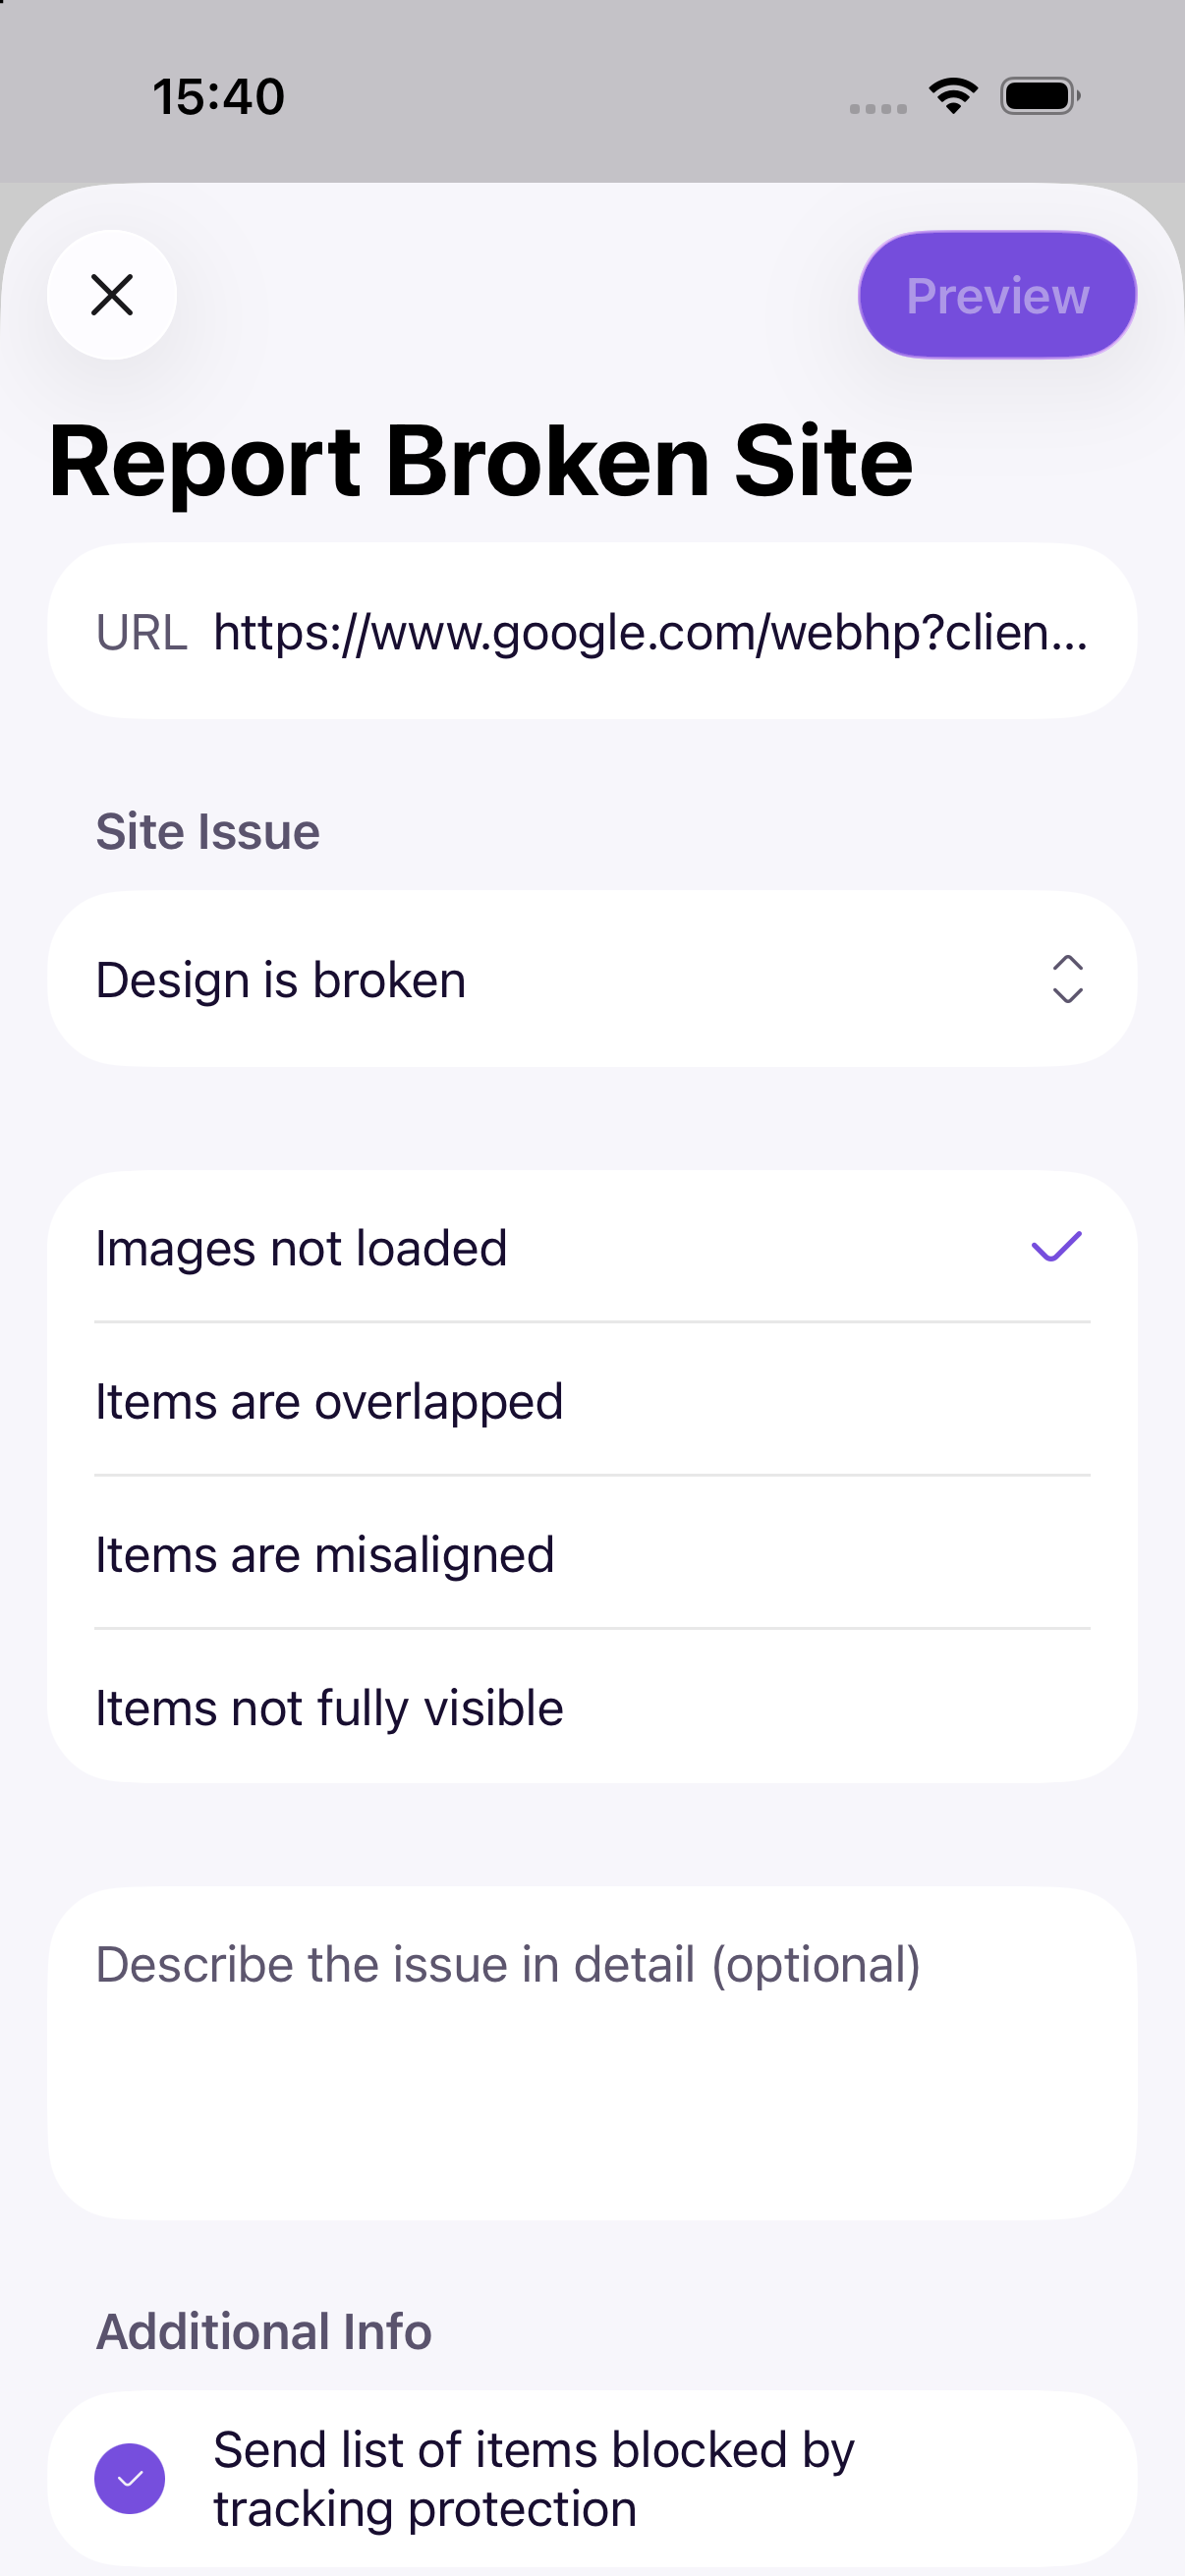 15:40
Preview
Report Broken Site
URL https://www.google.com/webhp?clien...
Site Issue
Design is broken
Images not loaded
Items are overlapped
Items are misaligned
Items not fully visible
Describe the issue in detail (optional)
Additional Info
Send list of items blocked by
tracking protection